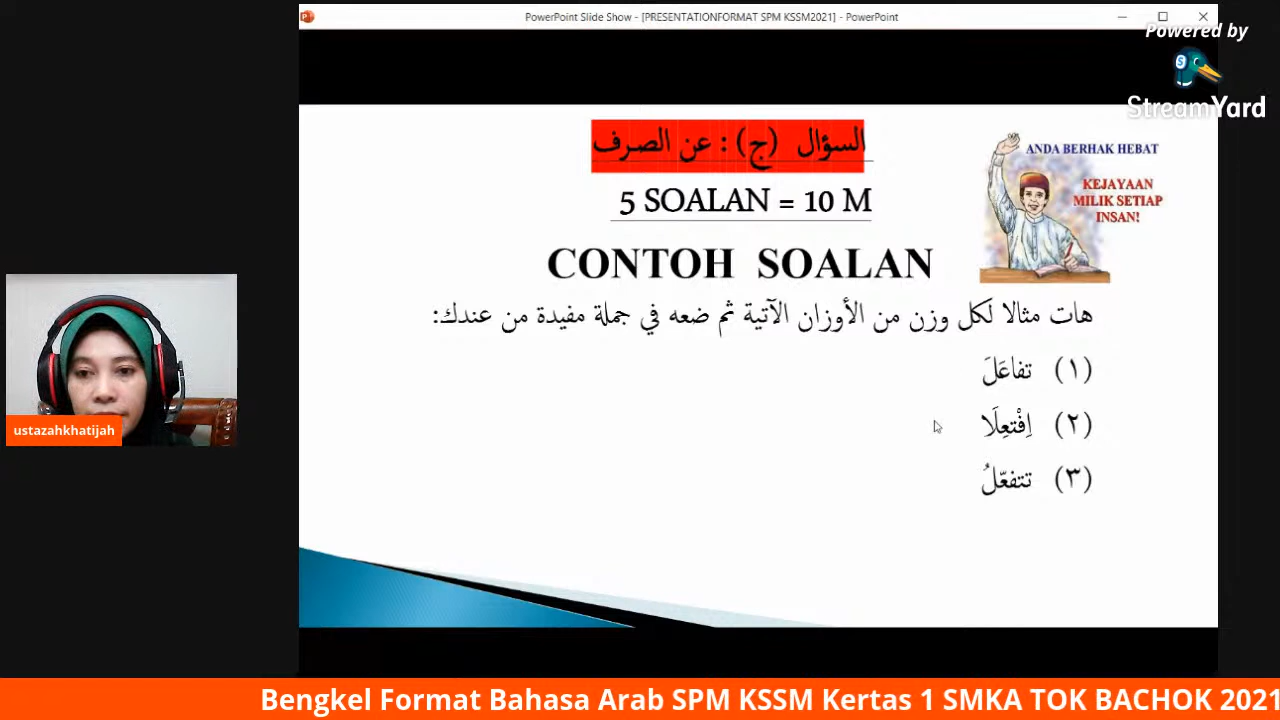 PowerPoint Slide Show - [PRESENTATIONFORMAT SPM KSSM2021] - PowerPoint
Powered by
StreamYard
السؤال (ج) : عن الصرف
5 SOALAN = 10 M
ANDA BERHAK HEBAT
KEJAYAAN
MILIK SETIAP
INSAN!
CONTOH SOALAN
هات مثالا لكل وزن من الأوزان الآتية ثم ضعه في جملة مفيدة من عندك:
(١) تفاعَلَ
(٢) اِفْتعِلَا
(٣) تتفعّلُ
ustazahkhatijah
Bengkel Format Bahasa Arab SPM KSSM Kertas 1 SMKA TOK BACHOK 2021